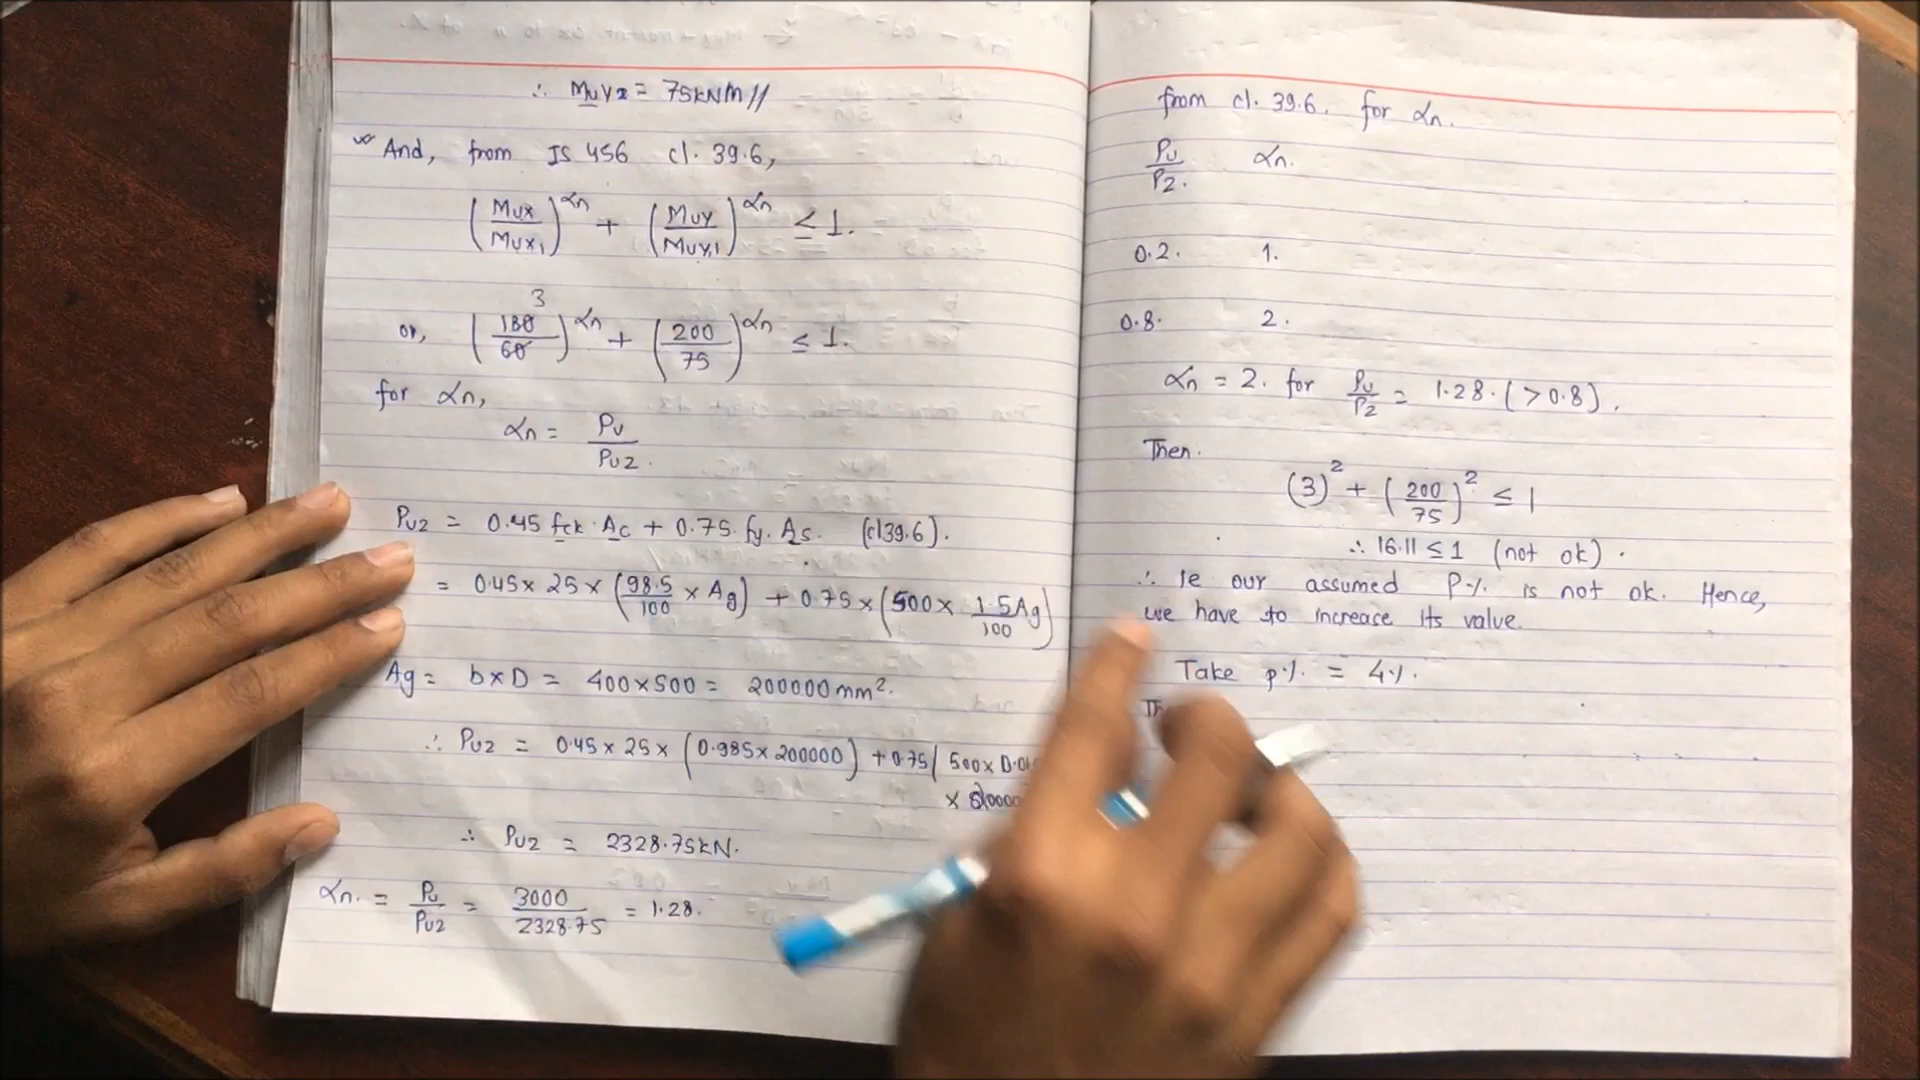 ∴ Muy1 = 75kNm//
And, from IS 456 cl. 39.6,
(Mux/Mux1)^αn + (Muy/Muy1)^αn ≤ 1.
or, (180/60)^αn + (200/75)^αn ≤ 1.
3
for αn,
αn = Pu/Puz.
Puz = 0.45 fck. Ac + 0.75. fy. As. (cl39.6).
= 0.45 × 25 × (98.5/100 × Ag) + 0.75 × (500 × 1.5Ag/100)
Ag = b×D = 400×500 = 200000mm².
∴ Puz = 0.45 × 25 × (0.985×200000) + 0.75(500×
∴ Puz = 2328.75kN.
αn. = Pu/Puz = 3000/2328.75 = 1.28.
from cl. 39.6. for αn.
Pu/Pz. αn.
0.2. 1.
0.8. 2.
αn = 2. for Pu/Pz = 1.28. (>0.8).
Then.
(3)² + (200/75)² ≤ 1
∴ 16.11 ≤ 1 (not ok).
∴ Ie our assumed P% is not ok. Hence,
we have to increase its value.
Take p% = 4%.